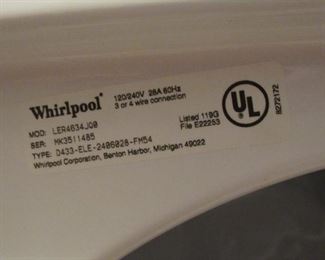 Whirlpool®
120/240V 28A 60Hz
3 or 4 wire connection
MOD: LER4634JQ0
SER: MK3511485
TYPE: D433-ELE-2406028-FM54
Whirlpool Corporation, Benton Harbor, Michigan 49022
Listed 119G
File E22253
UL
8272172